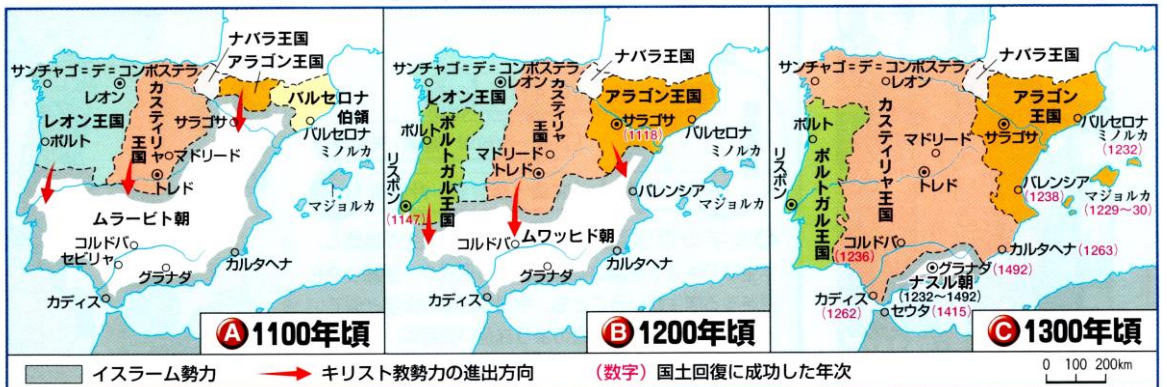 ナバラ王国
アラゴン王国
サンチャゴ=デ=コンポステラ
レオン
レオン王国
カスティリャ王国
バルセロナ伯領
サラゴサ
バルセロナ
ポルト
マドリード
ミノルカ
トレド
マジョルカ
ムラービト朝
コルドバ
セビリャ
グラナダ
カルタヘナ
カディス
A 1100年頃
ナバラ王国
サンチャゴ=デ=コンポステラ
レオン
レオン王国
カスティリャ王国
アラゴン王国
サラゴサ
(1118)
バルセロナ
ポルト
ポルトガル王国
マドリード
ミノルカ
トレド
リスボン
(1147)
バレンシア
マジョルカ
コルドバ
ムワッヒド朝
グラナダ
カルタヘナ
カディス
B 1200年頃
ナバラ王国
サンチャゴ=デ=コンポステラ
レオン
カスティリャ王国
アラゴン王国
サラゴサ
バルセロナ
ミノルカ
(1232)
ポルト
ポルトガル王国
マドリード
トレド
リスボン
バレンシア
(1238)
マジョルカ
(1229〜30)
コルドバ
(1236)
カルタヘナ
(1263)
グラナダ
(1492)
ナスル朝
(1232〜1492)
カディス
(1262)
セウタ(1415)
C 1300年頃
イスラーム勢力
キリスト教勢力の進出方向
(数字) 国土回復に成功した年次
0 100 200km